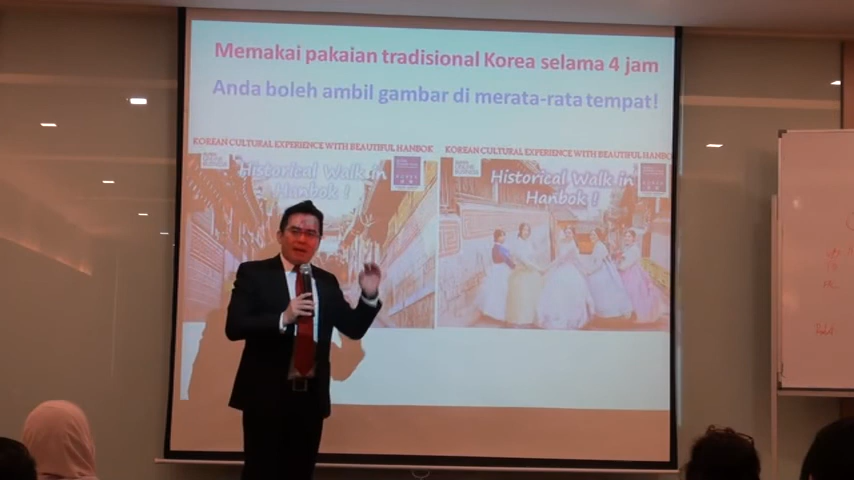 Memakai pakaian tradisional Korea selama 4 jam
Anda boleh ambil gambar di merata-rata tempat!
KOREAN CULTURAL EXPERIENCE WITH BEAUTIFUL HANBOK
Historical Walk in
Hanbok !
KOREAN CULTURAL EXPERIENCE WITH BEAUTIFUL HANBO
Historical Walk in
Hanbok !